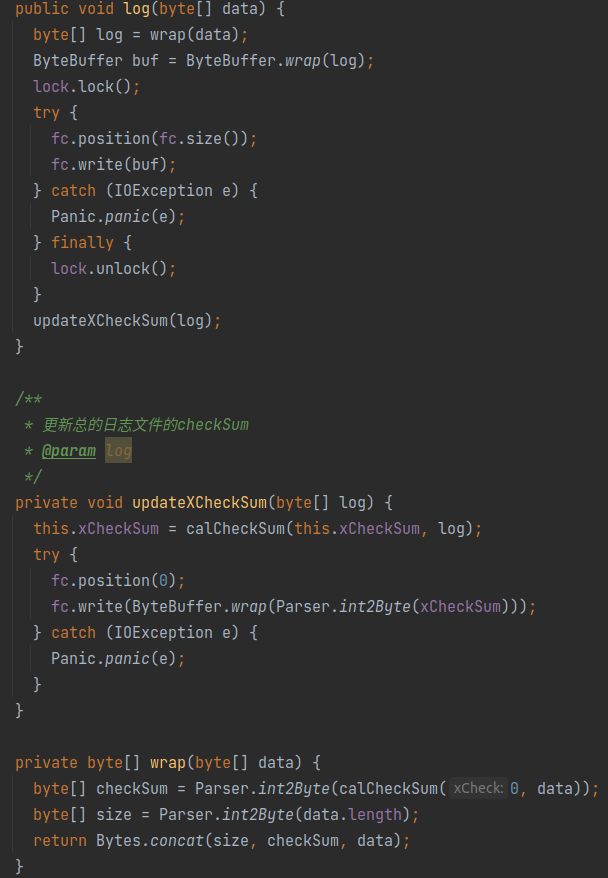 public void log(byte[] data) {
byte[] log = wrap(data);
ByteBuffer buf = ByteBuffer.wrap(log);
lock.lock();
try {
fc.position(fc.size());
fc.write(buf);
} catch (IOException e) {
Panic.panic(e);
} finally {
lock.unlock();
}
updateXCheckSum(log);
}
/**
* 更新总的日志文件的checkSum
* @param log
*/
private void updateXCheckSum(byte[] log) {
this.xCheckSum = calCheckSum(this.xCheckSum, log);
try {
fc.position(0);
fc.write(ByteBuffer.wrap(Parser.int2Byte(xCheckSum)));
} catch (IOException e) {
Panic.panic(e);
}
}
private byte[] wrap(byte[] data) {
byte[] checkSum = Parser.int2Byte(calCheckSum( xCheck: 0, data));
byte[] size = Parser.int2Byte(data.length);
return Bytes.concat(size, checkSum, data);
}